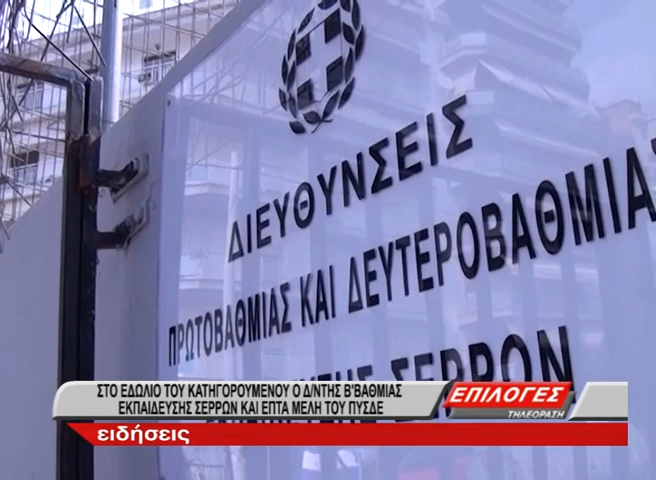 ΔΙΕΥΘΥΝΣΕΙΣ
ΠΡΩΤΟΒΑΘΜΙΑΣ ΚΑΙ ΔΕΥΤΕΡΟΒΑΘΜΙΑΣ
ΣΕΡΡΩΝ
ΣΤΟ ΕΔΩΛΙΟ ΤΟΥ ΚΑΤΗΓΟΡΟΥΜΕΝΟΥ Ο Δ/ΝΤΗΣ Β'ΒΑΘΜΙΑΣ
ΕΚΠΑΙΔΕΥΣΗΣ ΣΕΡΡΩΝ ΚΑΙ ΕΠΤΑ ΜΕΛΗ ΤΟΥ ΠΥΣΔΕ
ΕΠΙΛΟΓΕΣ
ΤΗΛΕΟΡΑΣΗ
ειδήσεις